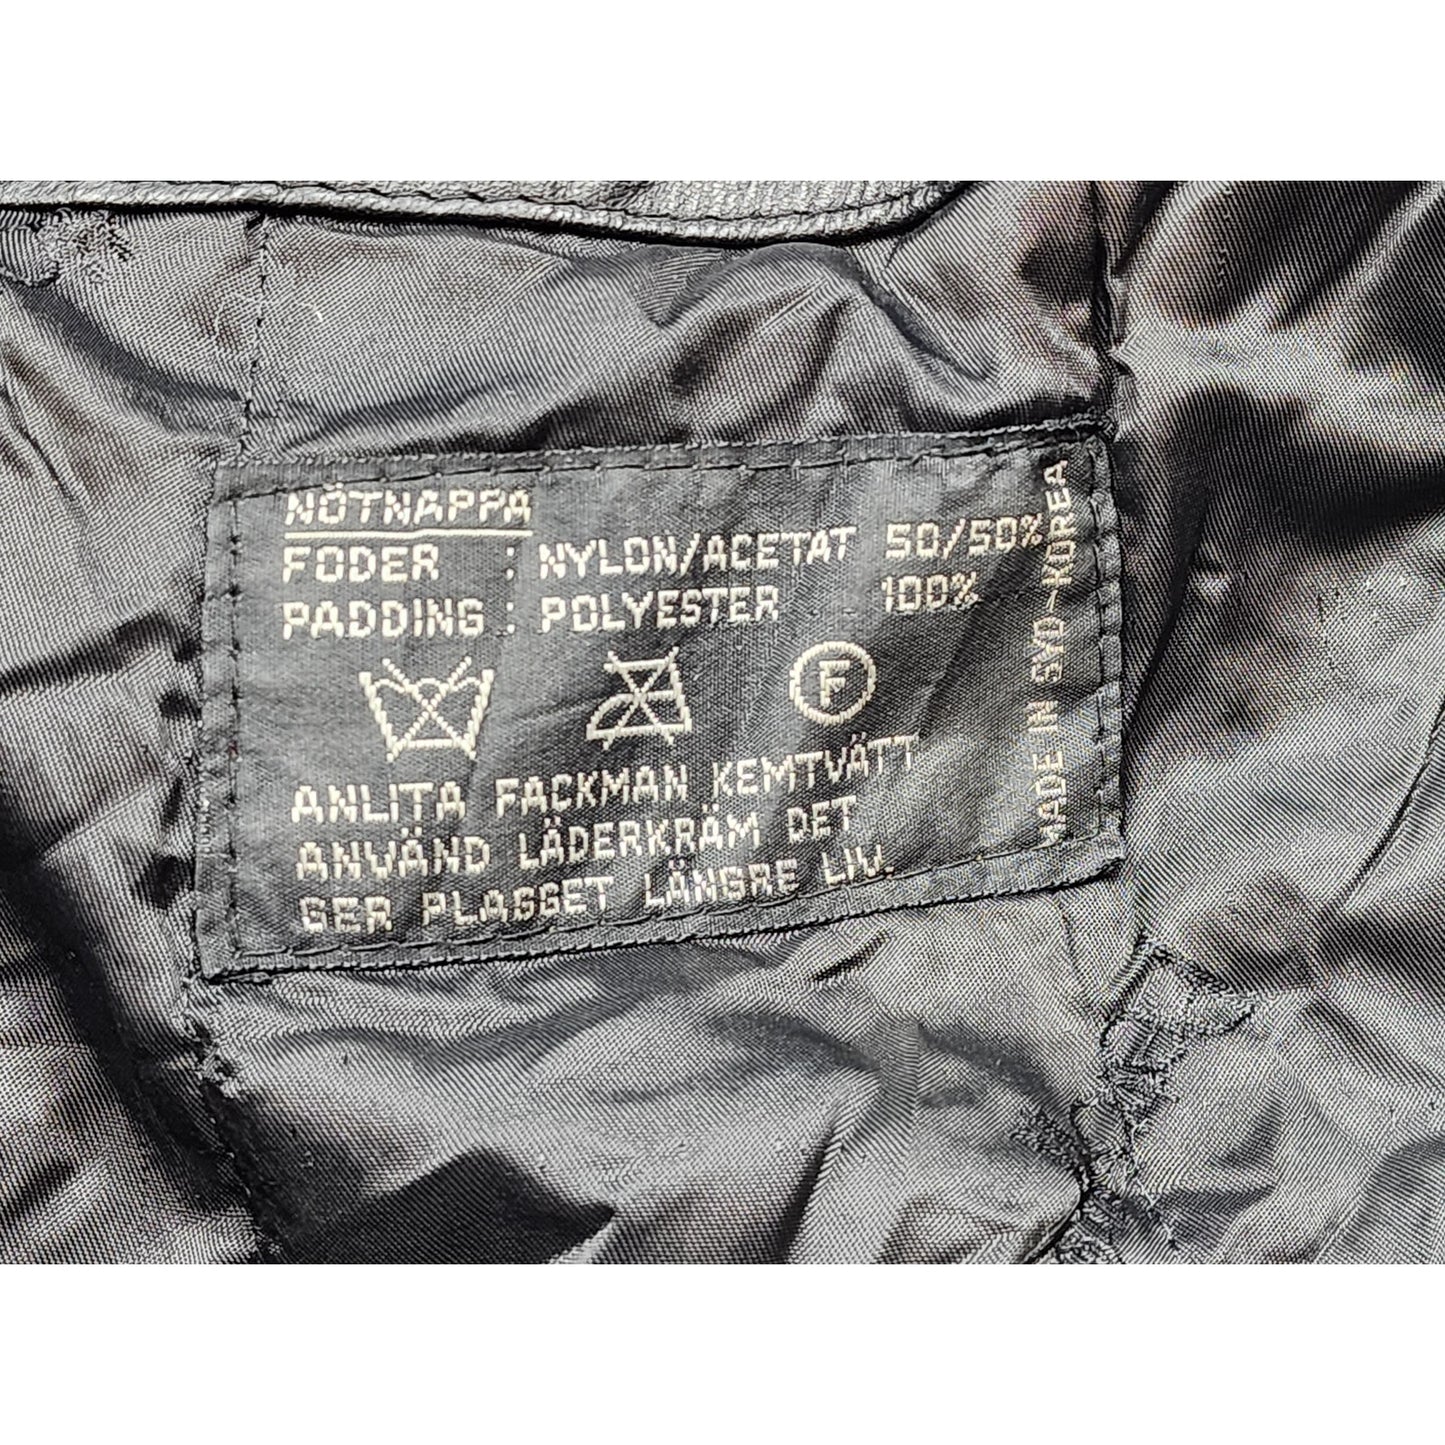 NÖTNAPPA
FODER : NYLON/ACETAT 50/50%
PADDING : POLYESTER 100%
F
ANLITA FACKMAN KEMTVÄTT
ANVÄND LÄDERKRÄM DET
GER PLAGGET LÄNGRE LIV.
MADE IN SYD-KOREA